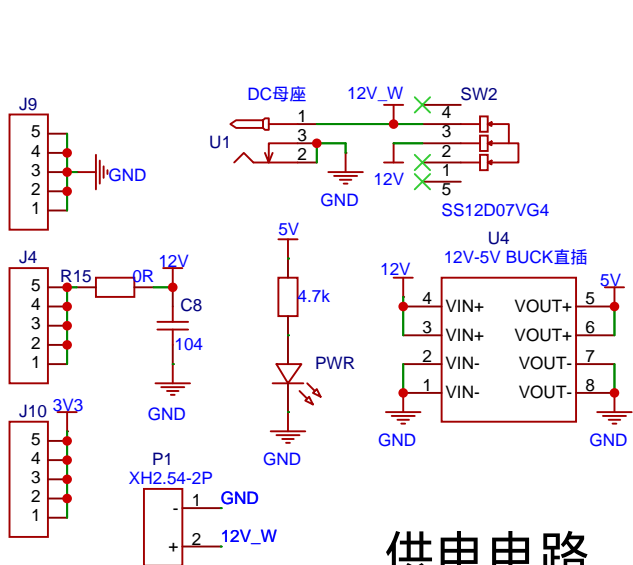 J9
5
4
3
2
1
GND
DC母座
U1
1
3
2
GND
12V_W
12V
SW2
4
3
2
1
5
SS12D07VG4
J4
5
4
3
2
1
R15
0R
12V
C8
104
GND
5V
4.7k
PWR
GND
U4
12V-5V BUCK直插
12V
4 VIN+ VOUT+ 5
3 VIN+ VOUT+ 6
2 VIN- VOUT- 7
1 VIN- VOUT- 8
5V
GND
GND
J10
3V3
5
4
3
2
1
P1
XH2.54-2P
- 1 GND
+ 2 12V_W
供电电路